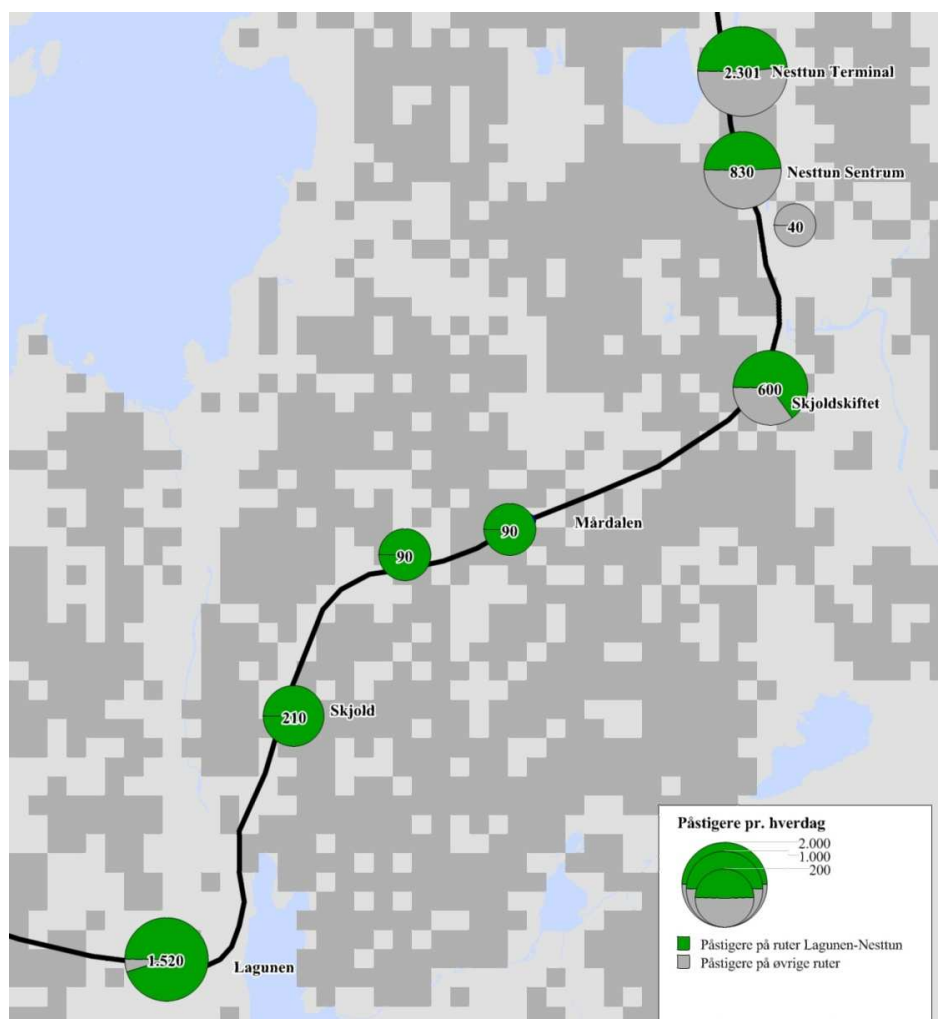 2.301 Nesttun Terminal
830 Nesttun Sentrum
40
600
Skjoldskiftet
90 Mårdalen
90
210 Skjold
1.520 Lagunen
Påstigere pr. hverdag
2.000
1.000
200
Påstigere på ruter Lagunen-Nesttun
Påstigere på øvrige ruter